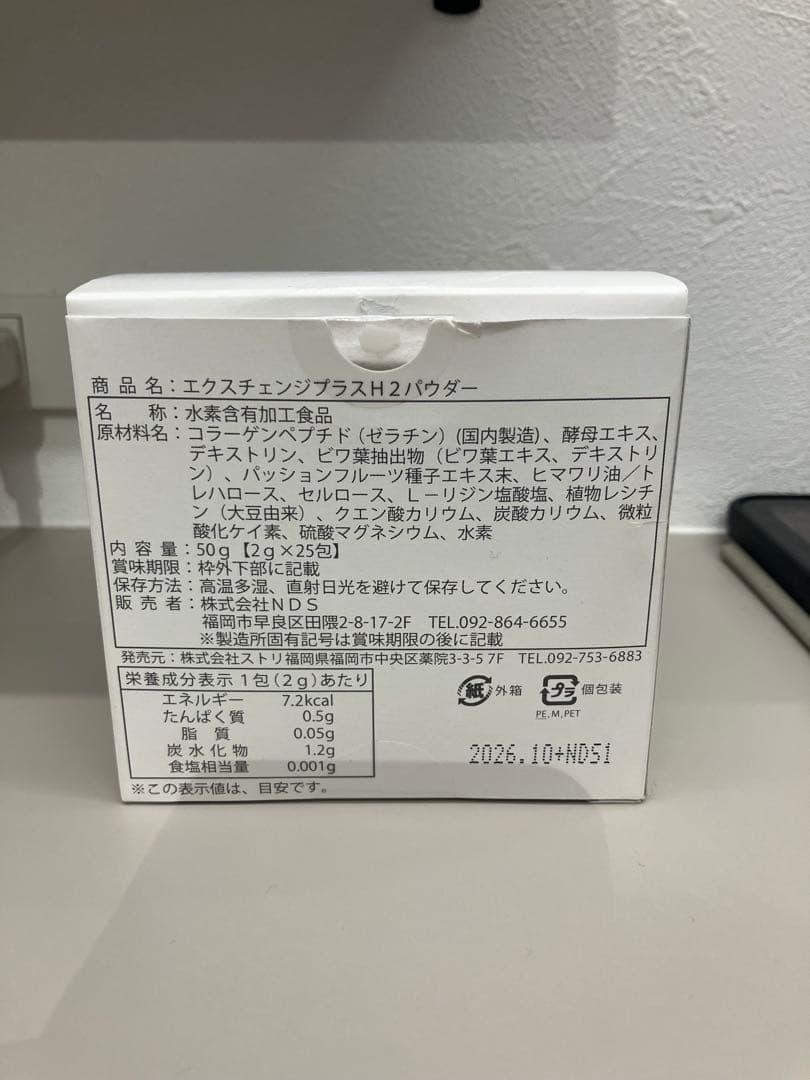 商品名：エクスチェンジプラスH2パウダー
名称：水素含有加工食品
原材料名：コラーゲンペプチド（ゼラチン）(国内製造)、酵母エキス、
デキストリン、ビワ葉抽出物（ビワ葉エキス、デキストリ
ン）、パッションフルーツ種子エキス末、ヒマワリ油／ト
レハロース、セルロース、L－リジン塩酸塩、植物レシチ
ン（大豆由来）、クエン酸カリウム、炭酸カリウム、微粒
酸化ケイ素、硫酸マグネシウム、水素
内容量：50g【2g×25包】
賞味期限：枠外下部に記載
保存方法：高温多湿、直射日光を避けて保存してください。
販売者：株式会社NDS
福岡市早良区田隈2-8-17-2F TEL.092-864-6655
※製造所固有記号は賞味期限の後に記載
発売元：株式会社ストリ福岡県福岡市中央区薬院3-3-5 7F TEL.092-753-6883
栄養成分表示 1包(2g)あたり
エネルギー 7.2kcal
たんぱく質 0.5g
脂質 0.05g
炭水化物 1.2g
食塩相当量 0.001g
※この表示値は、目安です。
紙 外箱 プラ 個包装
PE,M,PET
2026.10+NDS1